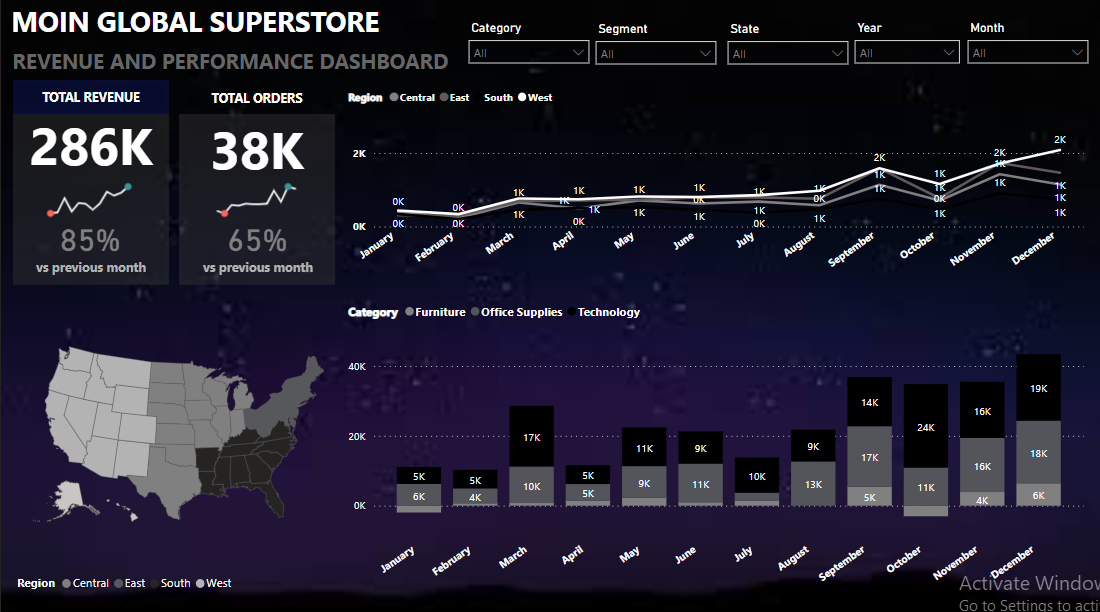 MOIN GLOBAL SUPERSTORE
REVENUE AND PERFORMANCE DASHBOARD
Category Segment State Year Month
All All All All All
TOTAL REVENUE
286K
85%
vs previous month
TOTAL ORDERS
38K
65%
vs previous month
Region Central East South West
2K
0K
0K 0K 1K 1K 1K 1K 1K 1K 2K 1K 2K 2K
1K 0K 1K 0K 1K 1K 1K 1K
0K 0K 1K 0K 1K 1K 1K 0K 1K 1K 0K 1K 1K
1K 1K
January February March April May June July August September October November December
Category Furniture Office Supplies Technology
40K
20K
0K
5K 5K 17K 5K 11K 9K 10K 9K 14K 24K 16K 19K
6K 4K 10K 5K 9K 11K 13K 17K 11K 16K 18K
5K 4K 6K
January February March April May June July August September October November December
Region Central East South West
Activate Window
Go to Settings to acti